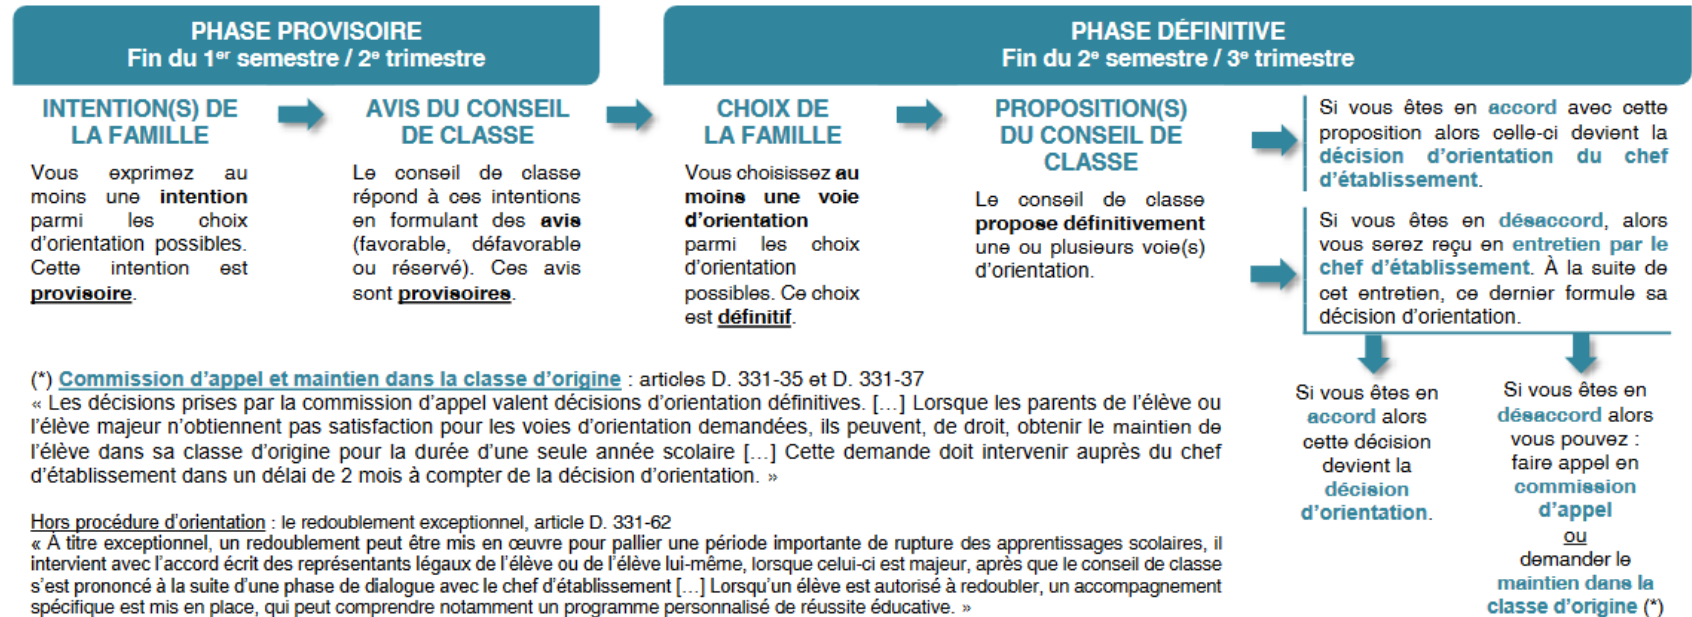 PHASE PROVISOIRE
Fin du 1er semestre / 2e trimestre
INTENTION(S) DE
LA FAMILLE
Vous exprimez au
moins une intention
parmi les choix
d'orientation possibles.
Cette intention est
provisoire.
AVIS DU CONSEIL
DE CLASSE
Le conseil de classe
répond à ces intentions
en formulant des avis
(favorable, défavorable
ou réservé). Ces avis
sont provisoires.
PHASE DÉFINITIVE
Fin du 2e semestre / 3e trimestre
CHOIX DE
LA FAMILLE
Vous choisissez au
moins une voie
d'orientation
parmi les choix
d'orientation
possibles. Ce choix
est définitif.
PROPOSITION(S)
DU CONSEIL DE
CLASSE
Le conseil de classe
propose définitivement
une ou plusieurs voie(s)
d'orientation.
Si vous êtes en accord avec cette
proposition alors celle-ci devient la
décision d'orientation du chef
d'établissement.
Si vous êtes en désaccord, alors
vous serez reçu en entretien par le
chef d'établissement. À la suite de
cet entretien, ce dernier formule sa
décision d'orientation.
Si vous êtes en
accord alors
cette décision
devient la
décision
d'orientation.
Si vous êtes en
désaccord alors
vous pouvez :
faire appel en
commission
d'appel
ou
demander le
maintien dans la
classe d'origine (*)
(*) Commission d'appel et maintien dans la classe d'origine : articles D. 331-35 et D. 331-37
« Les décisions prises par la commission d'appel valent décisions d'orientation définitives. […] Lorsque les parents de l'élève ou
l'élève majeur n'obtiennent pas satisfaction pour les voies d'orientation demandées, ils peuvent, de droit, obtenir le maintien de
l'élève dans sa classe d'origine pour la durée d'une seule année scolaire […] Cette demande doit intervenir auprès du chef
d'établissement dans un délai de 2 mois à compter de la décision d'orientation. »
Hors procédure d'orientation : le redoublement exceptionnel, article D. 331-62
« À titre exceptionnel, un redoublement peut être mis en œuvre pour pallier une période importante de rupture des apprentissages scolaires, il
intervient avec l'accord écrit des représentants légaux de l'élève ou de l'élève lui-même, lorsque celui-ci est majeur, après que le conseil de classe
s'est prononcé à la suite d'une phase de dialogue avec le chef d'établissement […] Lorsqu'un élève est autorisé à redoubler, un accompagnement
spécifique est mis en place, qui peut comprendre notamment un programme personnalisé de réussite éducative. »